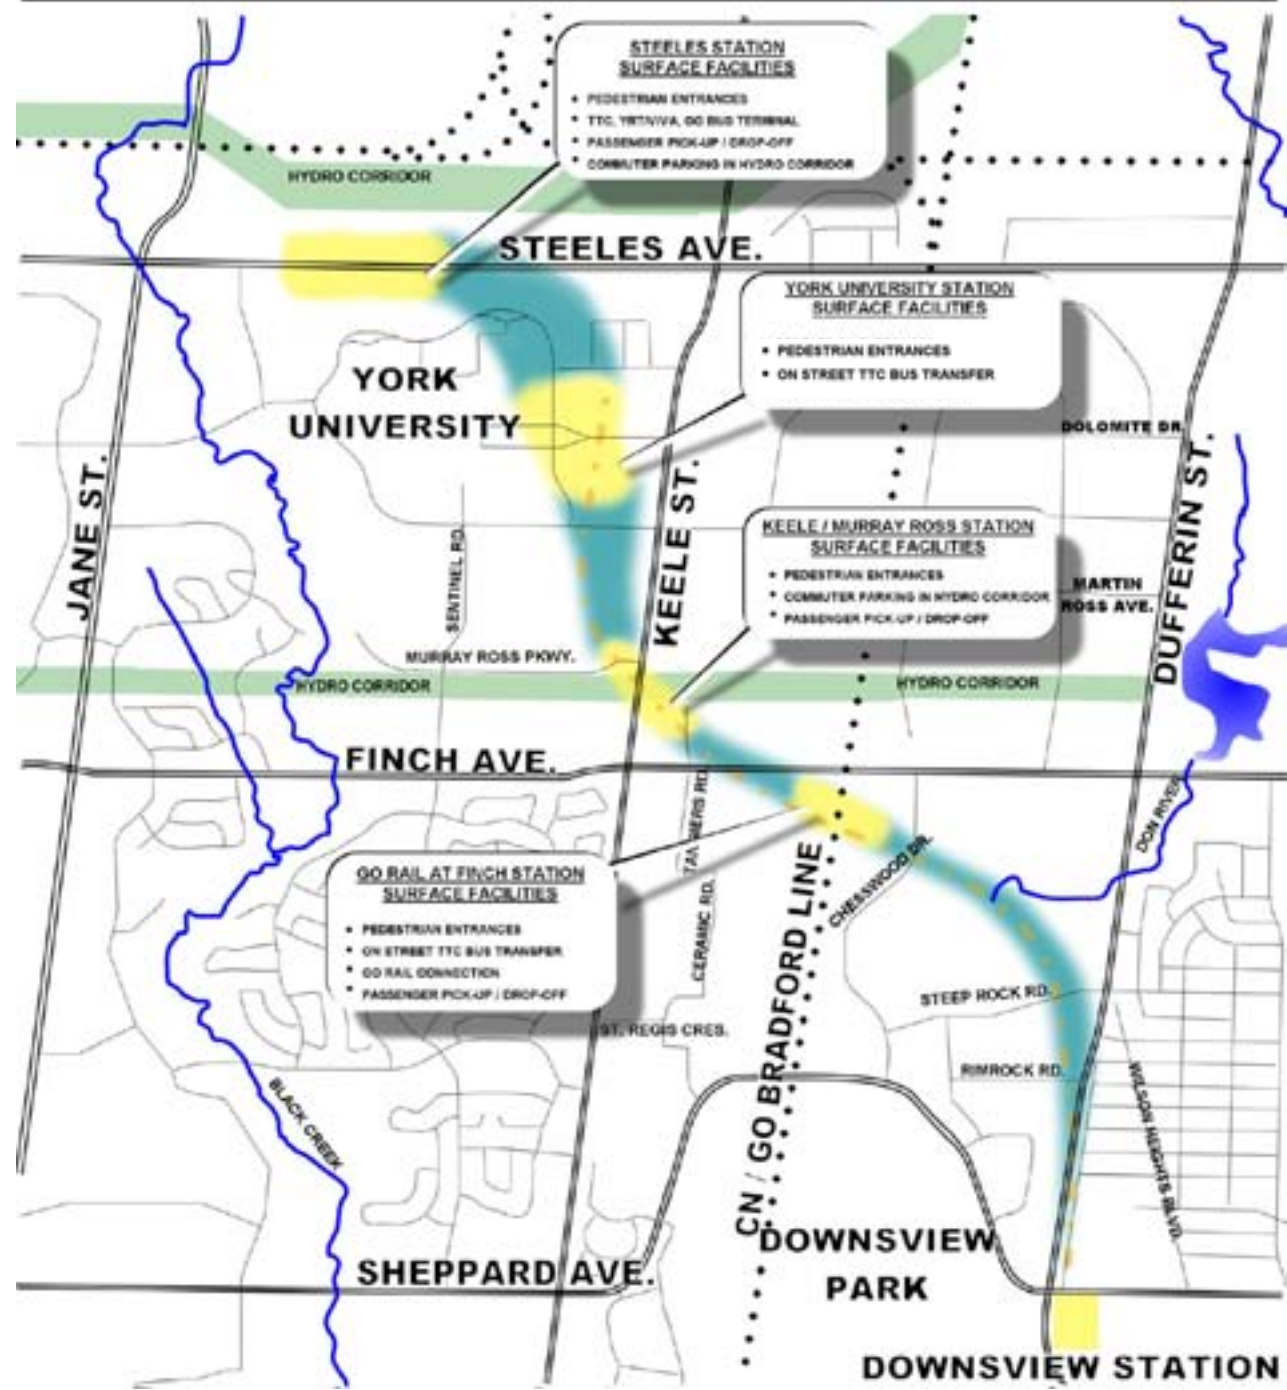 STEELES STATION
SURFACE FACILITIES
• PEDESTRIAN ENTRANCES
• TTC, YRT/VIVA, GO BUS TERMINAL
• PASSENGER PICK-UP / DROP-OFF
• COMMUTER PARKING IN HYDRO CORRIDOR
HYDRO CORRIDOR
STEELES AVE.
YORK UNIVERSITY STATION
SURFACE FACILITIES
• PEDESTRIAN ENTRANCES
• ON STREET TTC BUS TRANSFER
YORK
UNIVERSITY
DOLOMITE DR.
JANE ST.
KEELE ST.
DUFFERIN ST.
SENTINEL RD.
KEELE / MURRAY ROSS STATION
SURFACE FACILITIES
• PEDESTRIAN ENTRANCES
• COMMUTER PARKING IN HYDRO CORRIDOR
• PASSENGER PICK-UP / DROP-OFF
MARTIN
ROSS AVE.
MURRAY ROSS PKWY.
HYDRO CORRIDOR
HYDRO CORRIDOR
FINCH AVE.
TANGIERS RD.
DON RIVER
CHESSWOOD DR.
GO RAIL AT FINCH STATION
SURFACE FACILITIES
• PEDESTRIAN ENTRANCES
• ON STREET TTC BUS TRANSFER
• GO RAIL CONNECTION
• PASSENGER PICK-UP / DROP-OFF
CERAMIC RD.
CN / GO BRADFORD LINE
STEEP ROCK RD.
ST. REGIS CRES.
RIMROCK RD.
BLACK CREEK
WILSON HEIGHTS BLVD.
DOWNSVIEW
PARK
SHEPPARD AVE.
DOWNSVIEW STATION